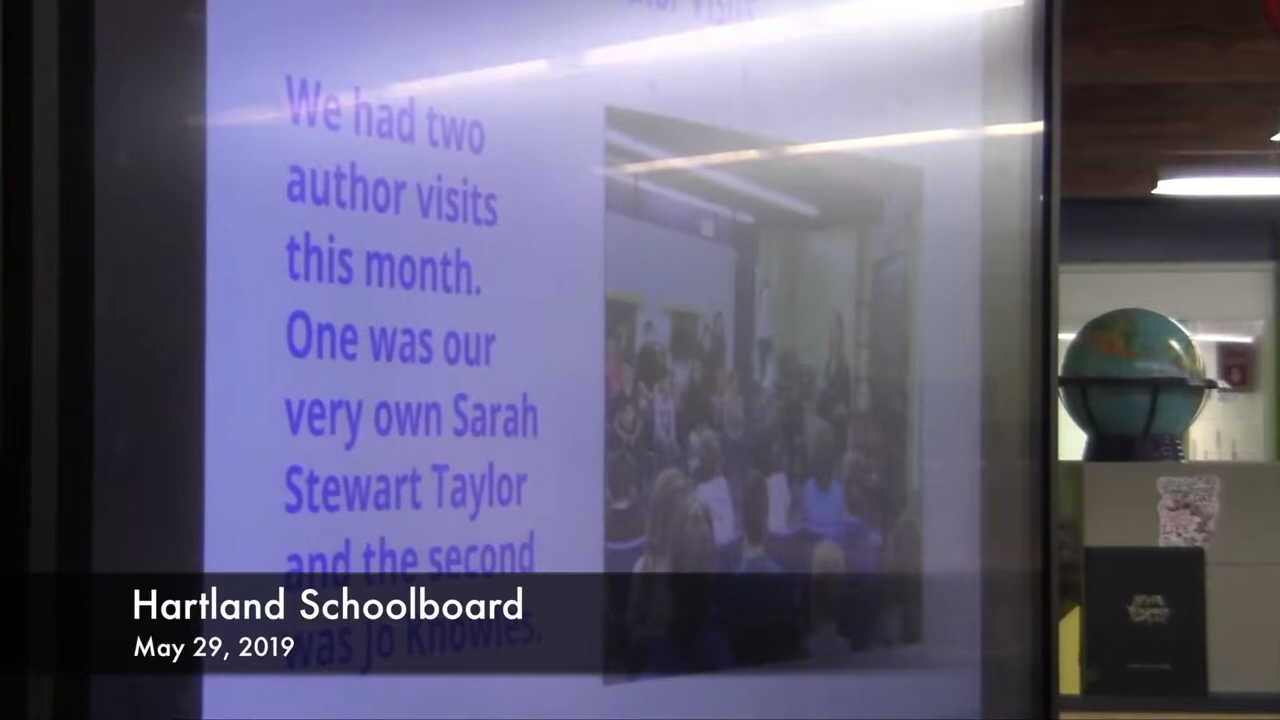 Visits
We had two
author visits
this month.
One was our
very own Sarah
Stewart Taylor
and the second
was Jo Knowles.
Hartland Schoolboard
May 29, 2019